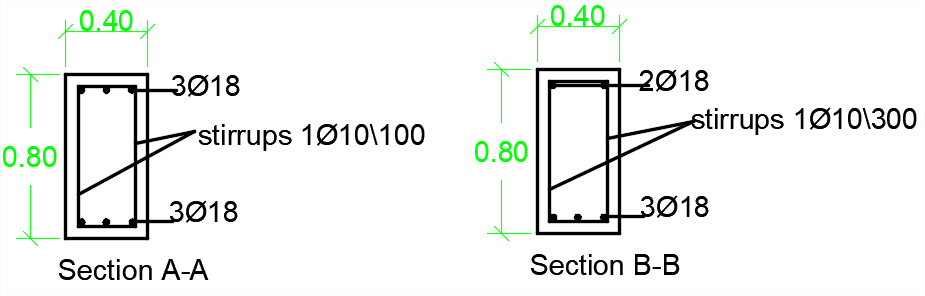 0.40
3Ø18
stirrups 1Ø10\100
0.80
3Ø18
Section A-A
0.40
2Ø18
stirrups 1Ø10\300
0.80
3Ø18
Section B-B